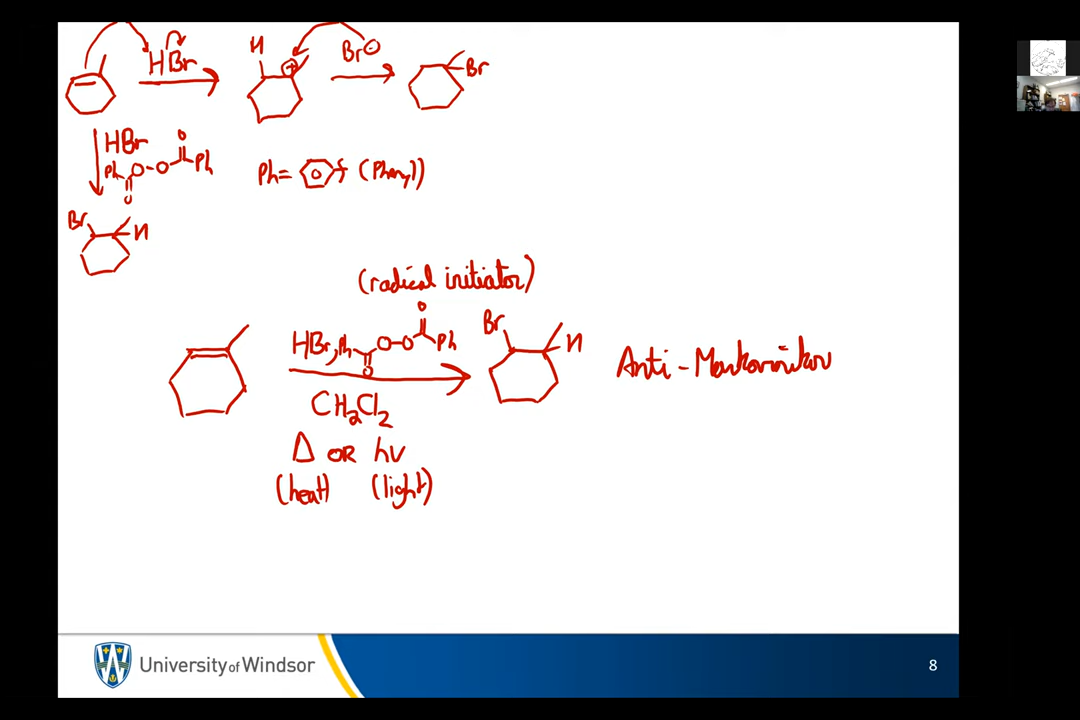 H
HBr
⊕
Br⊖
Br
HBr
O
Ph
O-O
Ph
O
Ph= (Phenyl)
Br
H
(radical initiator)
O
Br
HBr, Ph O-O Ph
H
Anti-Markovnikov
O
CH2Cl2
Δ OR hν
(heat) (light)
University of Windsor
8